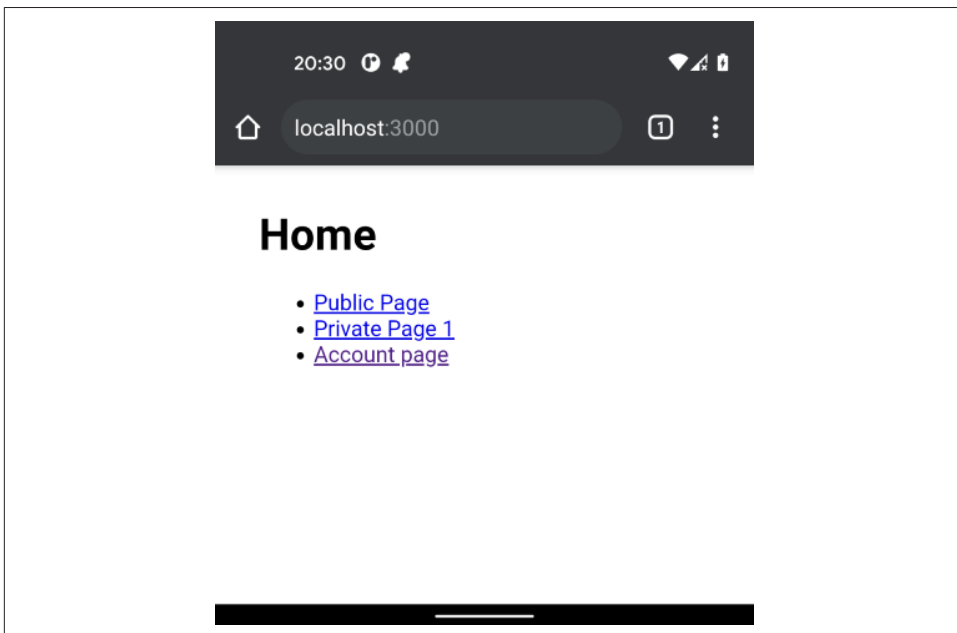 20:30
localhost:3000
1
Home
• Public Page
• Private Page 1
• Account page